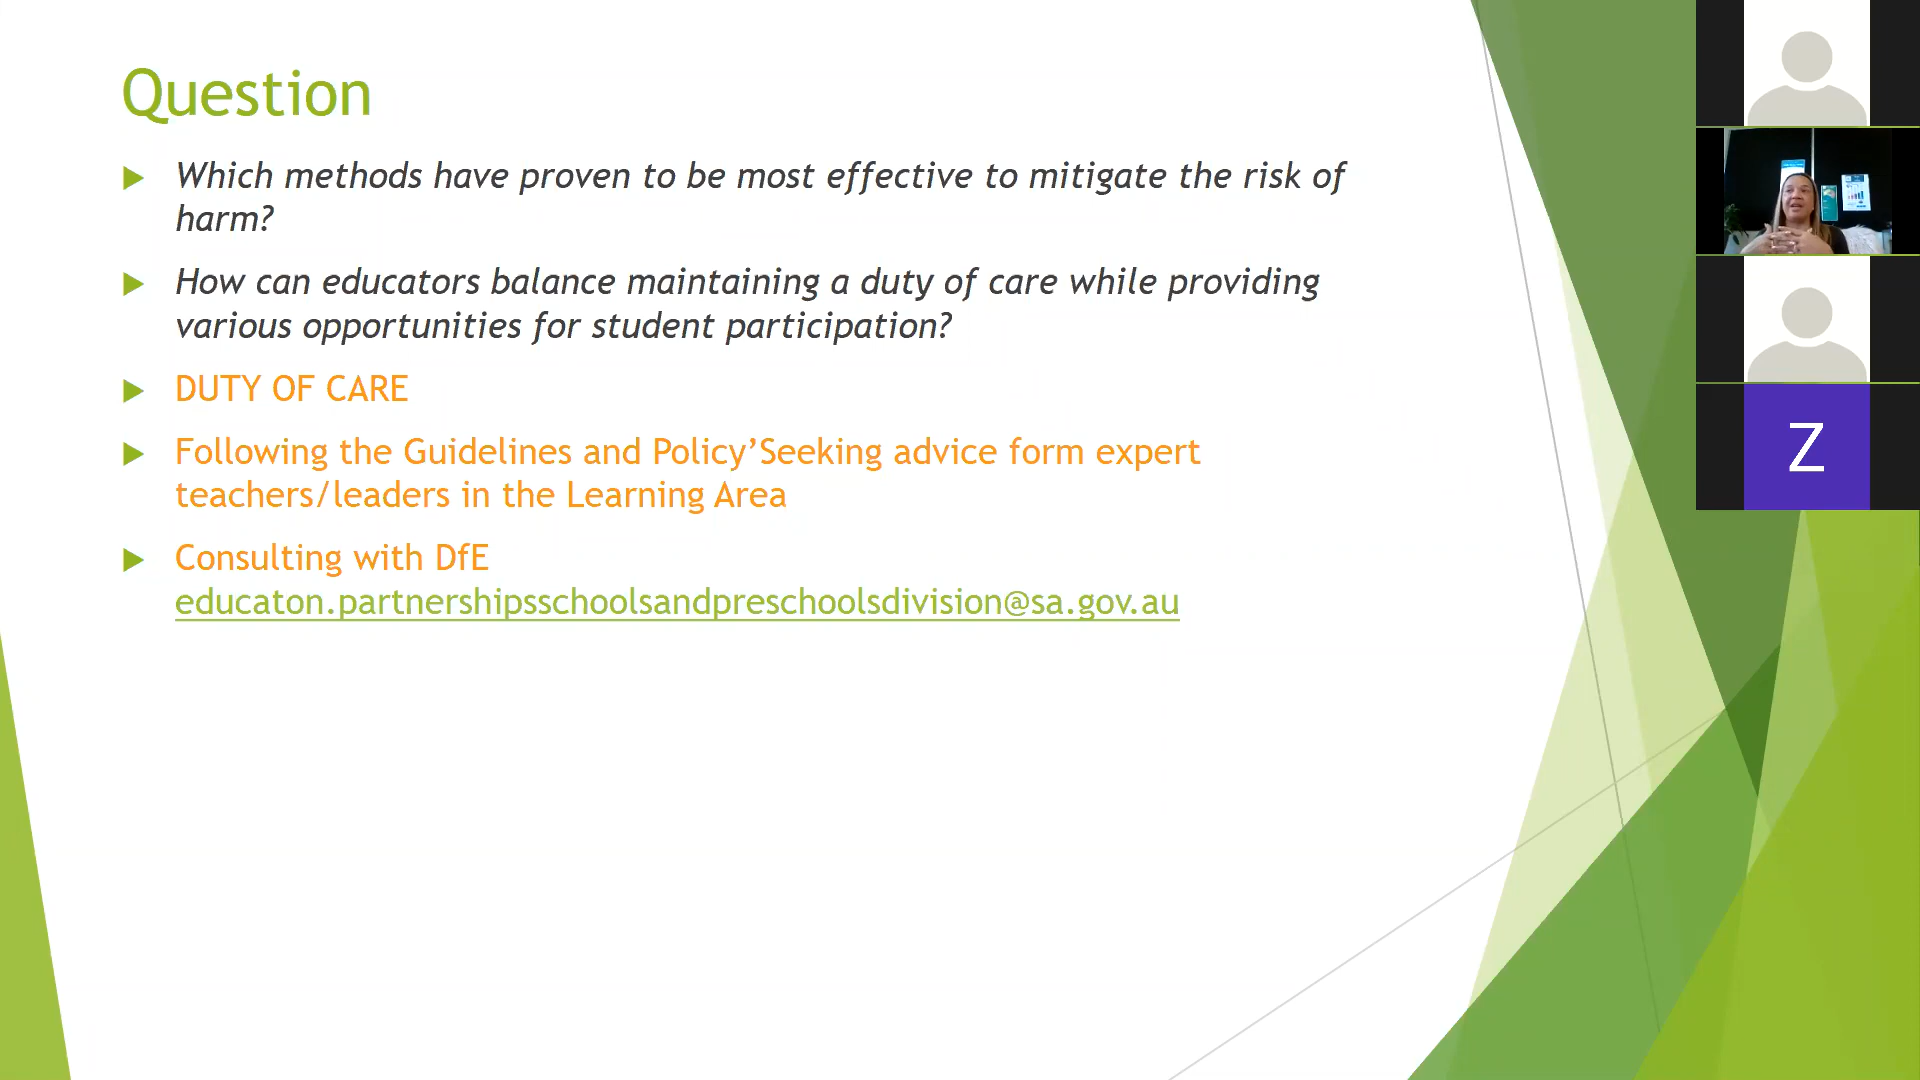 Question
Which methods have proven to be most effective to mitigate the risk of
harm?
How can educators balance maintaining a duty of care while providing
various opportunities for student participation?
DUTY OF CARE
Following the Guidelines and Policy’Seeking advice form expert
teachers/leaders in the Learning Area
Consulting with DfE
educaton.partnershipsschoolsandpreschoolsdivision@sa.gov.au
Z